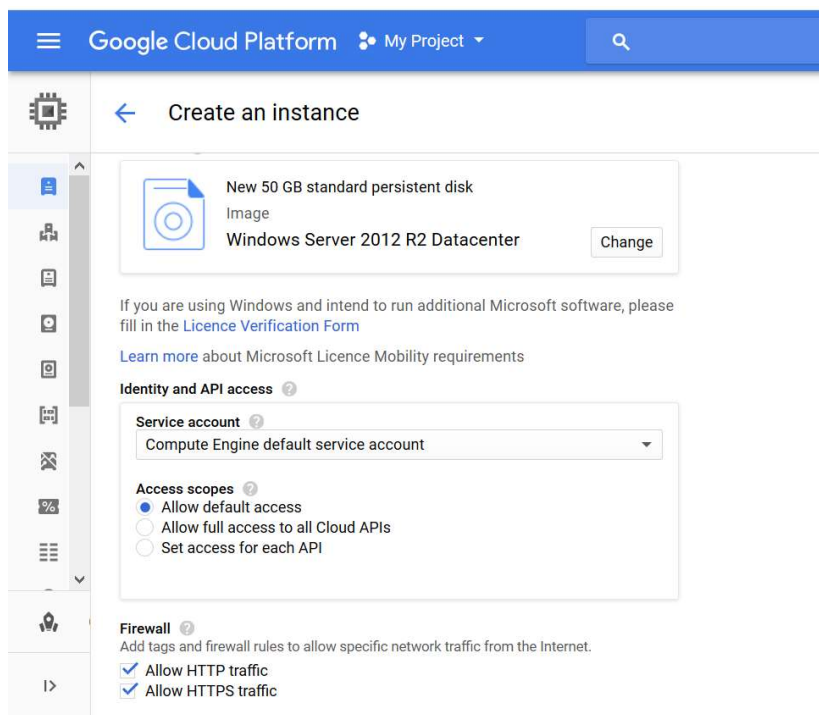 Google Cloud Platform My Project
Create an instance
New 50 GB standard persistent disk
Image
Windows Server 2012 R2 Datacenter
Change
If you are using Windows and intend to run additional Microsoft software, please
fill in the Licence Verification Form
Learn more about Microsoft Licence Mobility requirements
Identity and API access ?
Service account ?
Compute Engine default service account
Access scopes ?
Allow default access
Allow full access to all Cloud APIs
Set access for each API
Firewall ?
Add tags and firewall rules to allow specific network traffic from the Internet.
Allow HTTP traffic
Allow HTTPS traffic